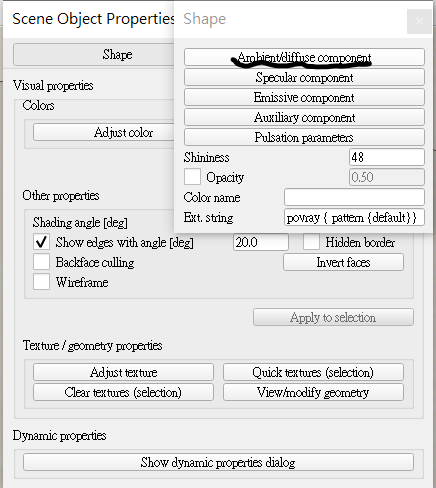 Scene Object Properties
Shape
Shape
Ambient/diffuse component
Specular component
Emissive component
Auxiliary component
Pulsation parameters
Shininess 48
Opacity 0.50
Color name
Ext. string povray { pattern {default} }
Visual properties
Colors
Adjust color
Other properties
Shading angle [deg]
Show edges with angle [deg] 20.0 Hidden border
Backface culling Invert faces
Wireframe
Apply to selection
Texture / geometry properties
Adjust texture Quick textures (selection)
Clear textures (selection) View/modify geometry
Dynamic properties
Show dynamic properties dialog